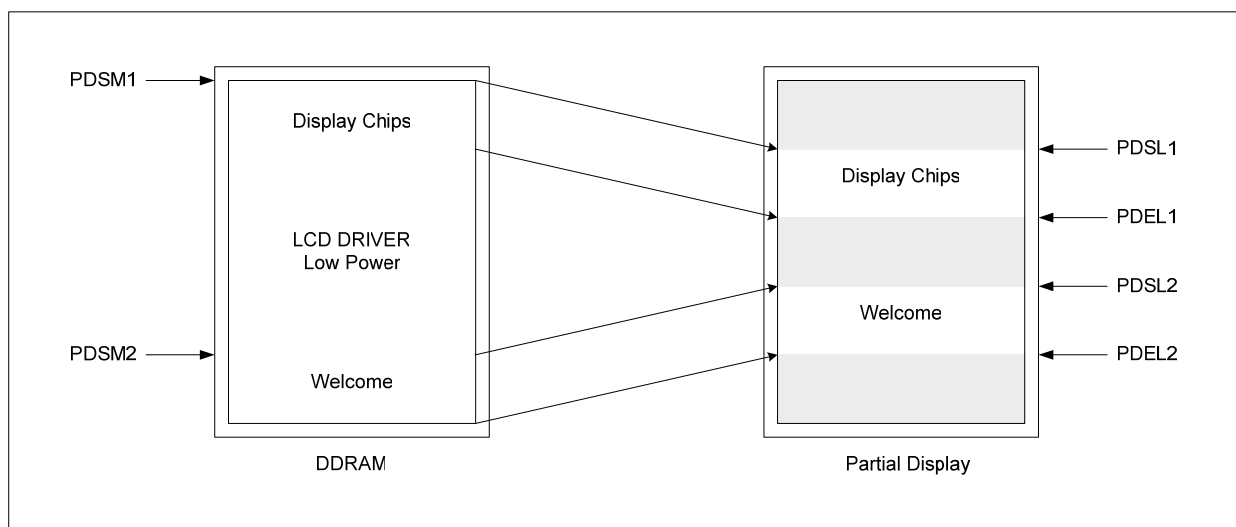 PDSM1
Display Chips
LCD DRIVER
Low Power
PDSM2
Welcome
DDRAM
Display Chips
Welcome
PDSL1
PDEL1
PDSL2
PDEL2
Partial Display